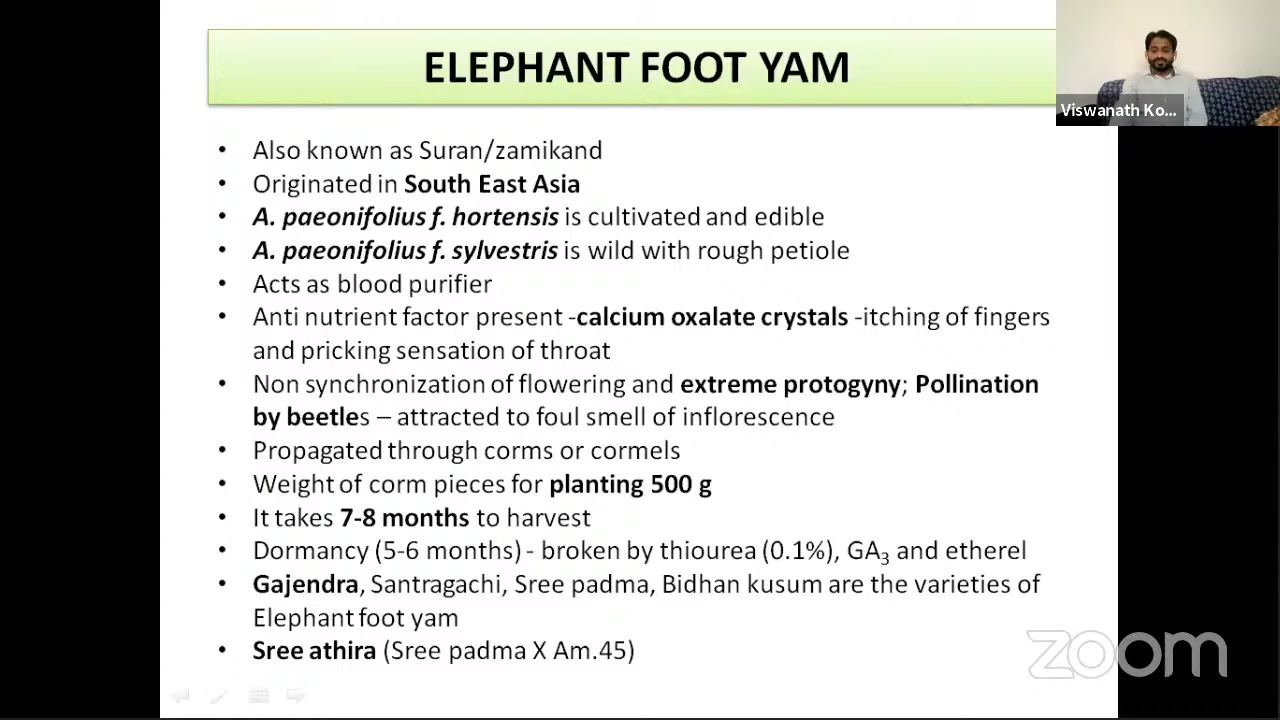 ELEPHANT FOOT YAM
Viswanath Ko...
• Also known as Suran/zamikand
• Originated in South East Asia
• A. paeonifolius f. hortensis is cultivated and edible
• A. paeonifolius f. sylvestris is wild with rough petiole
• Acts as blood purifier
• Anti nutrient factor present -calcium oxalate crystals -itching of fingers
and pricking sensation of throat
• Non synchronization of flowering and extreme protogyny; Pollination
by beetles – attracted to foul smell of inflorescence
• Propagated through corms or cormels
• Weight of corm pieces for planting 500 g
• It takes 7-8 months to harvest
• Dormancy (5-6 months) - broken by thiourea (0.1%), GA3 and etherel
• Gajendra, Santragachi, Sree padma, Bidhan kusum are the varieties of
Elephant foot yam
• Sree athira (Sree padma X Am.45)
zoom